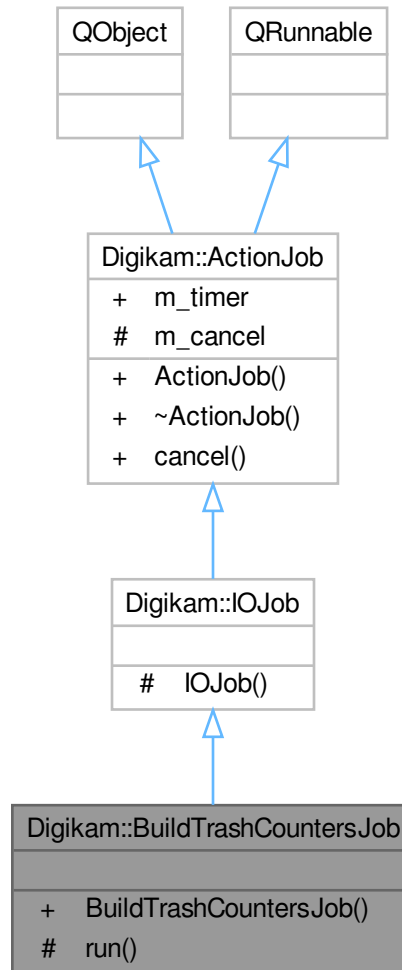 QObject
QRunnable
Digikam::ActionJob
+ m_timer
# m_cancel
+ ActionJob()
+ ~ActionJob()
+ cancel()
Digikam::IOJob
# IOJob()
Digikam::BuildTrashCountersJob
+ BuildTrashCountersJob()
# run()